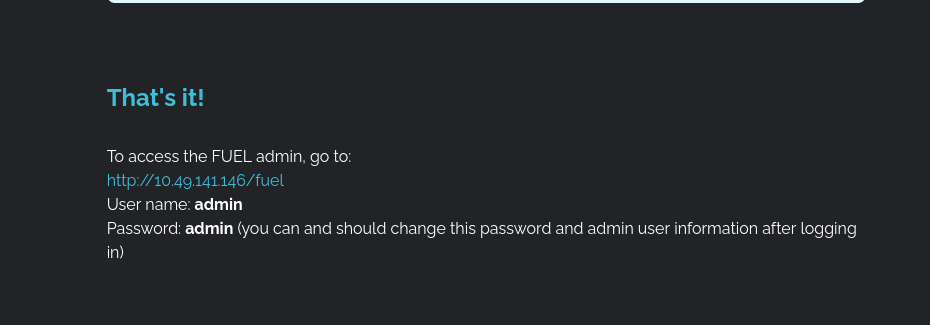 That's it!
To access the FUEL admin, go to:
http://10.49.141.146/fuel
User name: admin
Password: admin (you can and should change this password and admin user information after logging
in)